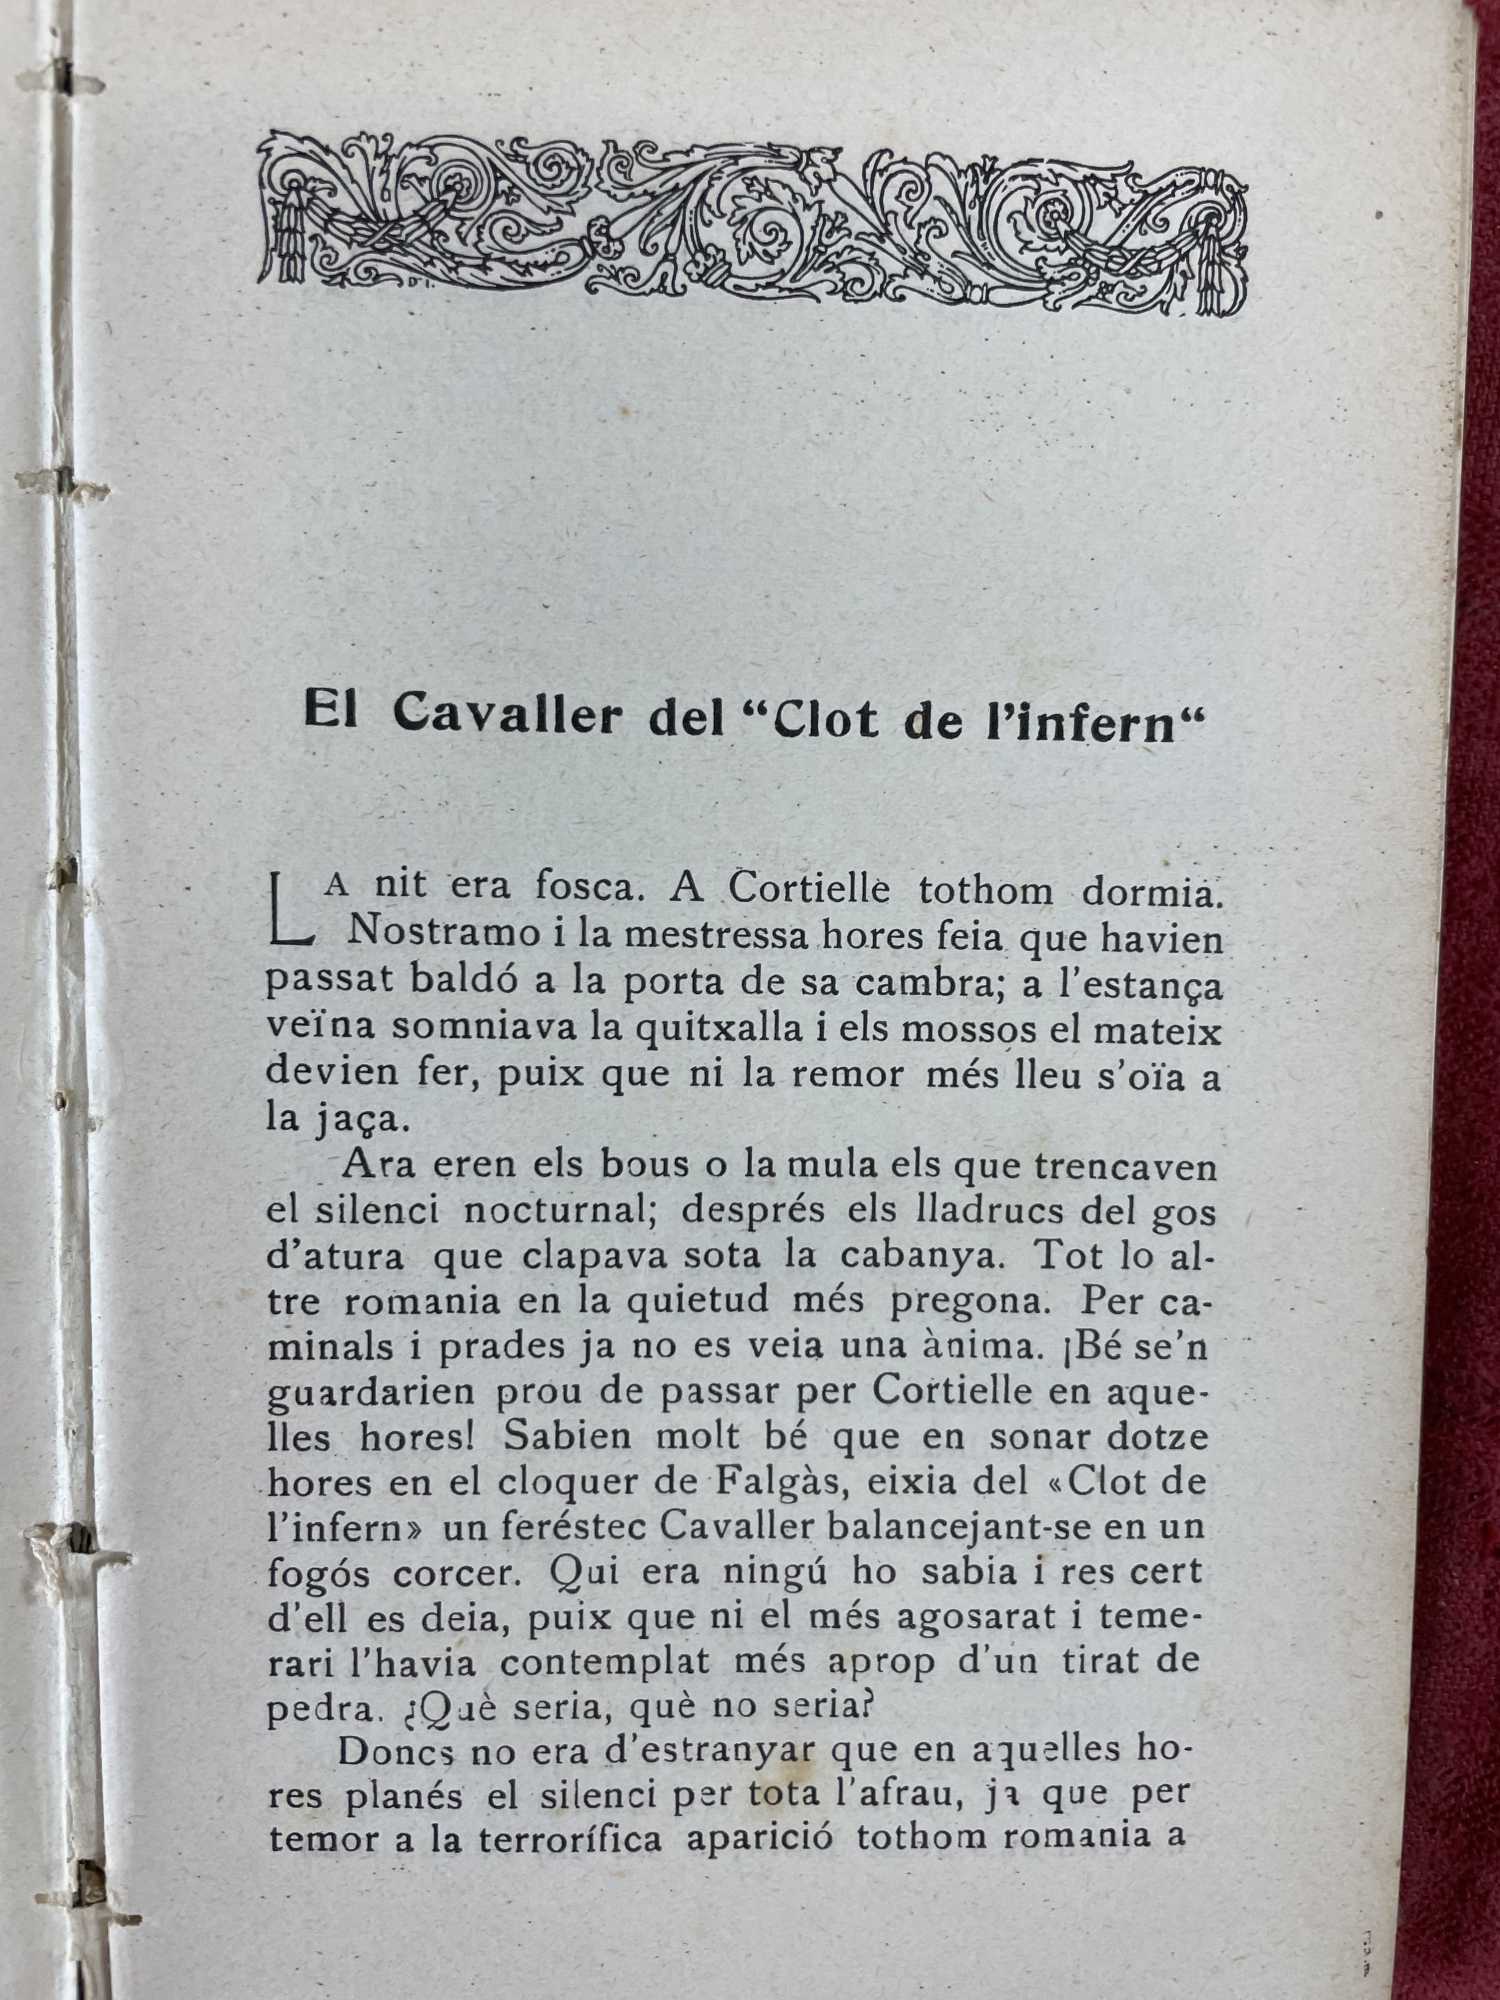 El Cavaller del “Clot de l’infern“
LA nit era fosca. A Cortielle tothom dormia.
Nostramo i la mestressa hores feia que havien
passat baldó a la porta de sa cambra; a l’estança
veïna somniava la quitxalla i els mossos el mateix
devien fer, puix que ni la remor més lleu s’oïa a
la jaça.
Ara eren els bous o la mula els que trencaven
el silenci nocturnal; després els lladrucs del gos
d’atura que clapava sota la cabanya. Tot lo al-
tre romania en la quietud més pregona. Per ca-
minals i prades ja no es veia una ànima. ¡Bé se’n
guardarien prou de passar per Cortielle en aque-
lles hores! Sabien molt bé que en sonar dotze
hores en el cloquer de Falgàs, eixia del «Clot de
l’infern» un feréstec Cavaller balancejant-se en un
fogós corcer. Qui era ningú ho sabia i res cert
d’ell es deia, puix que ni el més agosarat i teme-
rari l’havia contemplat més aprop d’un tirat de
pedra. ¿Què seria, què no seria?
Doncs no era d’estranyar que en aquelles ho-
res planés el silenci per tota l’afrau, ja que per
temor a la terrorífica aparició tothom romania a